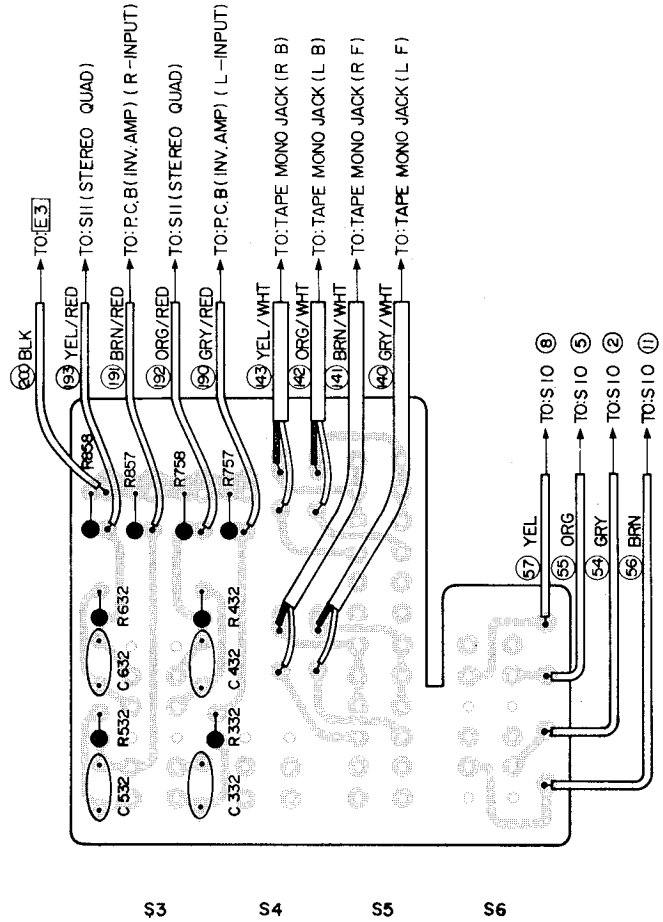 200 BLK TO:E3
193 YEL/RED TO:S11(STEREO QUAD)
191 BRN/RED TO:P.C.B(INV.AMP)(R-INPUT)
192 ORG/RED TO:S11(STEREO QUAD)
190 GRY/RED TO:P.C.B(INV.AMP)(L-INPUT)
143 YEL/WHT TO:TAPE MONO JACK(R B)
142 ORG/WHT TO:TAPE MONO JACK(L B)
141 BRN/WHT TO:TAPE MONO JACK(R F)
140 GRY/WHT TO:TAPE MONO JACK(L F)
R858
R857
R758
R757
R632
C632
R432
C432
R532
C532
R332
C332
57 YEL TO:S10 8
55 ORG TO:S10 5
54 GRY TO:S10 2
56 BRN TO:S10 11
S3 S4 S5 S6